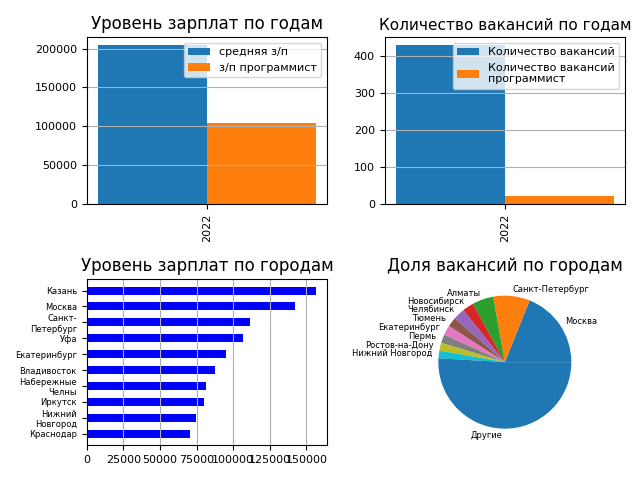 Уровень зарплат по годам
200000
150000
100000
50000
0
средняя з/п
з/п программист
2022
Количество вакансий по годам
400
300
200
100
0
Количество вакансий
Количество вакансий
программист
2022
Уровень зарплат по городам
Казань
Москва
Санкт-
Петербург
Уфа
Екатеринбург
Владивосток
Набережные
Челны
Иркутск
Нижний
Новгород
Краснодар
0 25000 50000 75000 100000 125000 150000
Доля вакансий по городам
Санкт-Петербург
Москва
Алматы
Новосибирск
Челябинск
Тюмень
Екатеринбург
Пермь
Ростов-на-Дону
Нижний Новгород
Другие